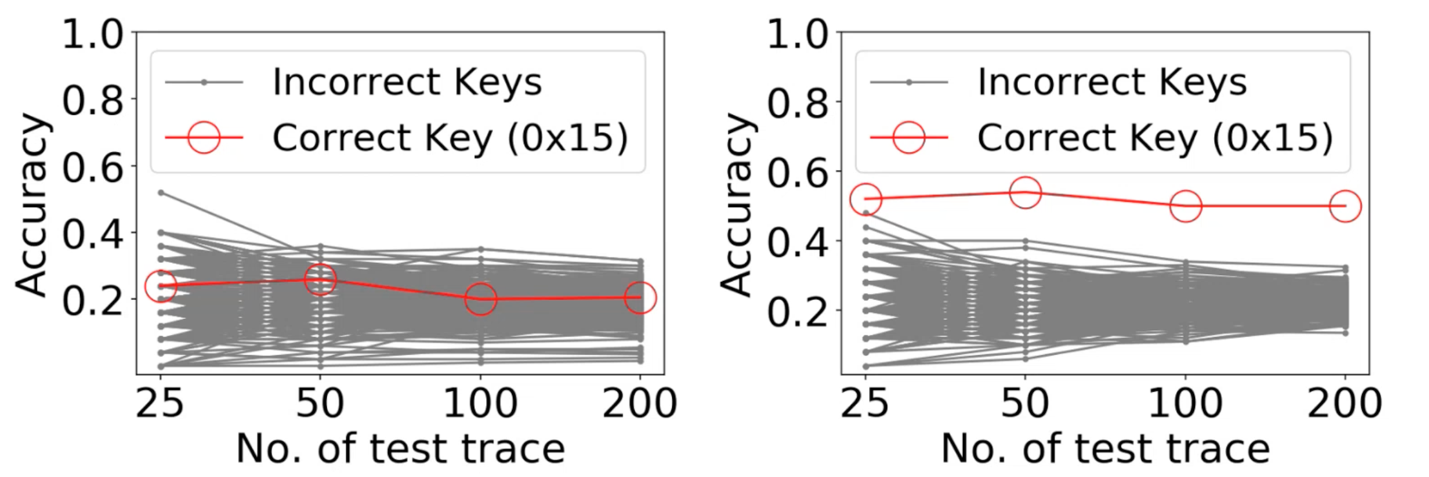 1.0
0.8
0.6
0.4
0.2
Accuracy
Incorrect Keys
Correct Key (0x15)
25 50 100 200
No. of test trace
1.0
0.8
0.6
0.4
0.2
Accuracy
Incorrect Keys
Correct Key (0x15)
25 50 100 200
No. of test trace